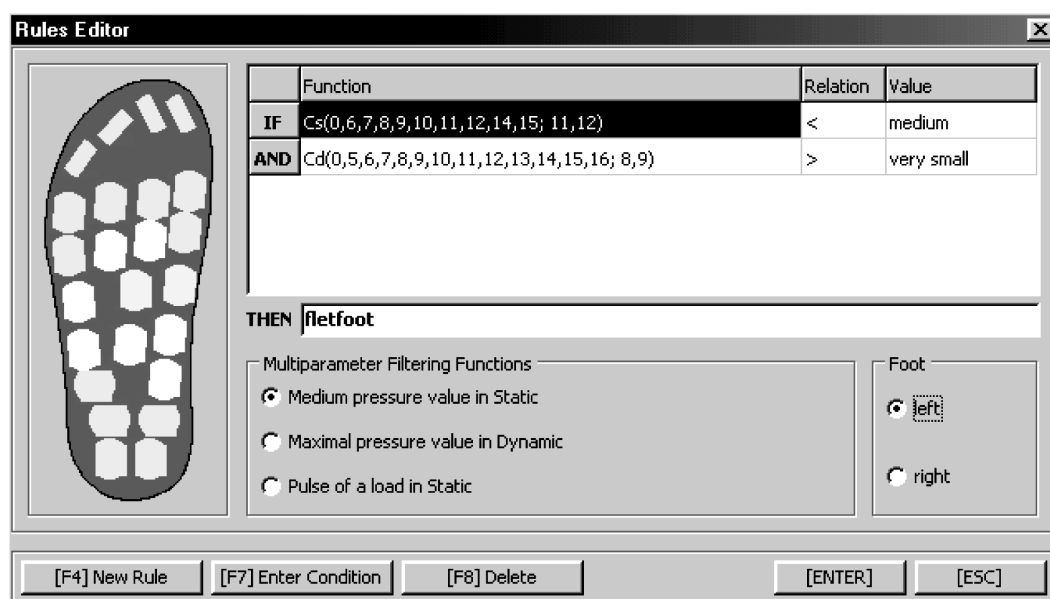 Rules Editor
Function Relation Value
IF Cs(0,6,7,8,9,10,11,12,14,15; 11,12) < medium
AND Cd(0,5,6,7,8,9,10,11,12,13,14,15,16; 8,9) > very small
THEN fletfoot
Multiparameter Filtering Functions
Medium pressure value in Static
Maximal pressure value in Dynamic
Pulse of a load in Static
Foot
left
right
[F4] New Rule [F7] Enter Condition [F8] Delete [ENTER] [ESC]